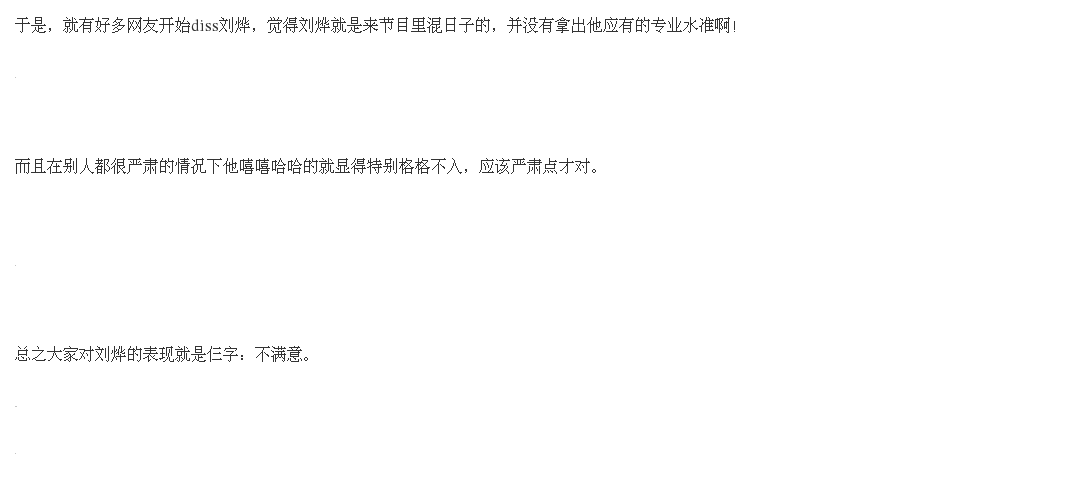 于是，就有好多网友开始diss刘烨，觉得刘烨就是来节目里混日子的，并没有拿出他应有的专业水准啊！
而且在别人都很严肃的情况下他嘻嘻哈哈的就显得特别格格不入，应该严肃点才对。
总之大家对刘烨的表现就是仨字：不满意。